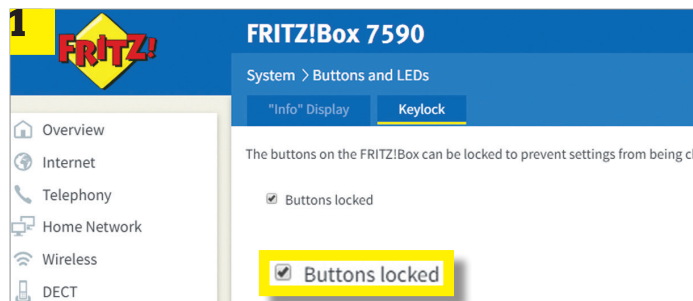 1
FRITZ!
FRITZ!Box 7590
System > Buttons and LEDs
"Info" Display
Keylock
Overview
Internet
Telephony
Home Network
Wireless
DECT
The buttons on the FRITZ!Box can be locked to prevent settings from being
Buttons locked
Buttons locked